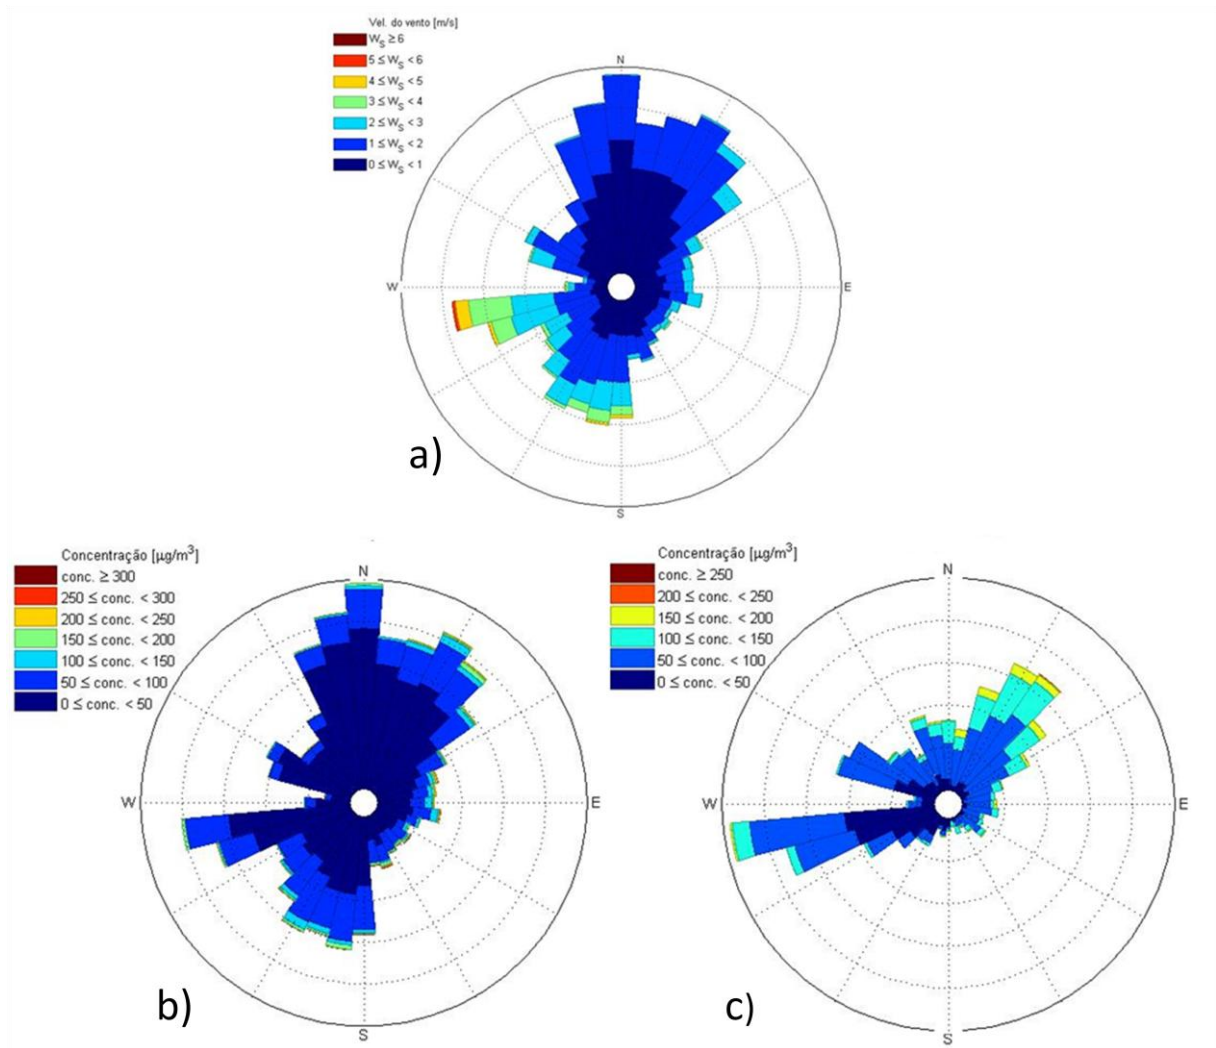 Vel. do vento [m/s]
W_S ≥ 6
5 ≤ W_S < 6
4 ≤ W_S < 5
3 ≤ W_S < 4
2 ≤ W_S < 3
1 ≤ W_S < 2
0 ≤ W_S < 1
N
W
E
S
a)
Concentração [µg/m³]
conc. ≥ 300
250 ≤ conc. < 300
200 ≤ conc. < 250
150 ≤ conc. < 200
100 ≤ conc. < 150
50 ≤ conc. < 100
0 ≤ conc. < 50
N
W
E
S
b)
Concentração [µg/m³]
conc. ≥ 250
200 ≤ conc. < 250
150 ≤ conc. < 200
100 ≤ conc. < 150
50 ≤ conc. < 100
0 ≤ conc. < 50
N
W
E
S
c)